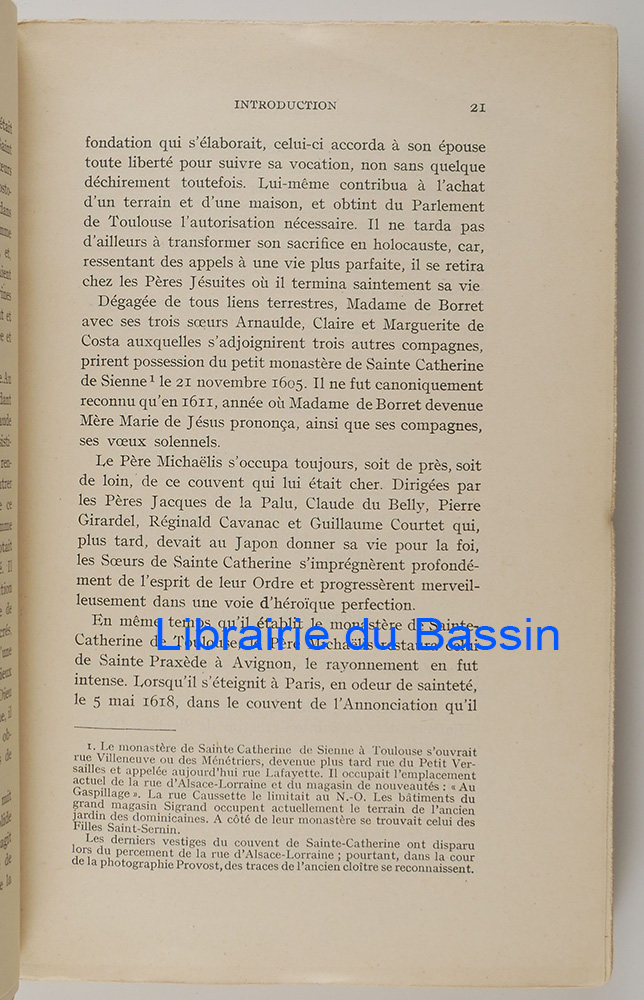 INTRODUCTION 21
fondation qui s'élaborait, celui-ci accorda à son épouse
toute liberté pour suivre sa vocation, non sans quelque
déchirement toutefois. Lui-même contribua à l'achat
d'un terrain et d'une maison, et obtint du Parlement
de Toulouse l'autorisation nécessaire. Il ne tarda pas
d'ailleurs à transformer son sacrifice en holocauste, car,
ressentant des appels à une vie plus parfaite, il se retira
chez les Pères Jésuites où il termina saintement sa vie
Dégagée de tous liens terrestres, Madame de Borret
avec ses trois sœurs Arnaulde, Claire et Marguerite de
Costa auxquelles s'adjoignirent trois autres compagnes,
prirent possession du petit monastère de Sainte Catherine
de Sienne¹ le 21 novembre 1605. Il ne fut canoniquement
reconnu qu'en 1611, année où Madame de Borret devenue
Mère Marie de Jésus prononça, ainsi que ses compagnes,
ses vœux solennels.
Le Père Michaëlis s'occupa toujours, soit de près, soit
de loin, de ce couvent qui lui était cher. Dirigées par
les Pères Jacques de la Palu, Claude du Belly, Pierre
Girardel, Réginald Cavanac et Guillaume Courtet qui,
plus tard, devait au Japon donner sa vie pour la foi,
les Sœurs de Sainte Catherine s'imprégnèrent profondé-
ment de l'esprit de leur Ordre et progressèrent merveil-
leusement dans une voie d'héroïque perfection.
En même temps qu'il établit le monastère de Sainte-
Librairie du Bassin
Catherine de Toulouse, le Père Michaëlis restaura celui
de Sainte Praxède à Avignon, le rayonnement en fut
intense. Lorsqu'il s'éteignit à Paris, en odeur de sainteté,
le 5 mai 1618, dans le couvent de l'Annonciation qu'il
1. Le monastère de Sainte Catherine de Sienne à Toulouse s'ouvrait
rue Villeneuve ou des Ménétriers, devenue plus tard rue du Petit Ver-
sailles et appelée aujourd'hui rue Lafayette. Il occupait l'emplacement
actuel de la rue d'Alsace-Lorraine et du magasin de nouveautés : « Au
Gaspillage ». La rue Caussette le limitait au N.-O. Les bâtiments du
grand magasin Sigrand occupent actuellement le terrain de l'ancien
jardin des dominicaines. A côté de leur monastère se trouvait celui des
Filles Saint-Sernin.
Les derniers vestiges du couvent de Sainte-Catherine ont disparu
lors du percement de la rue d'Alsace-Lorraine ; pourtant, dans la cour
de la photographie Provost, des traces de l'ancien cloître se reconnaissent.